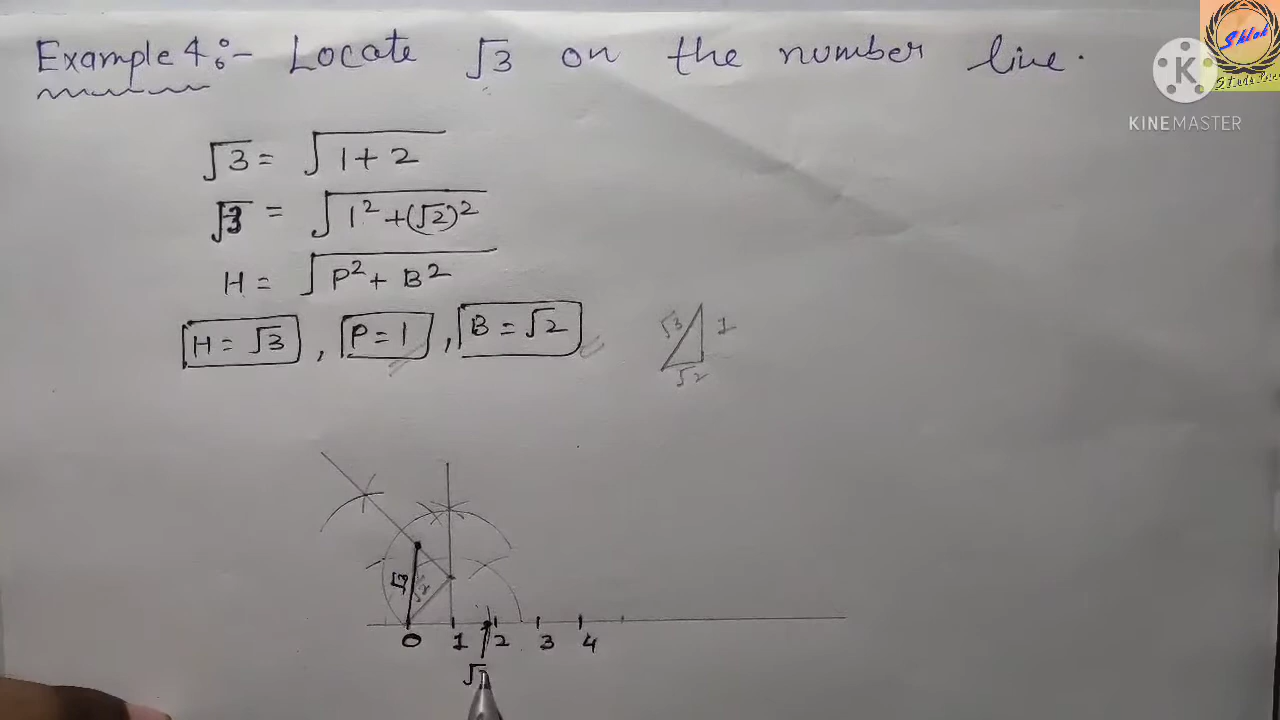 Example 4:- Locate √3 on the number line.
Shloh
K
KINEMASTER
√3 = √1+2
√3 = √1²+(√2)²
H = √P²+B²
H = √3 , P = 1 , B = √2
√3 1
√2
√3 √2
0 1 2 3 4